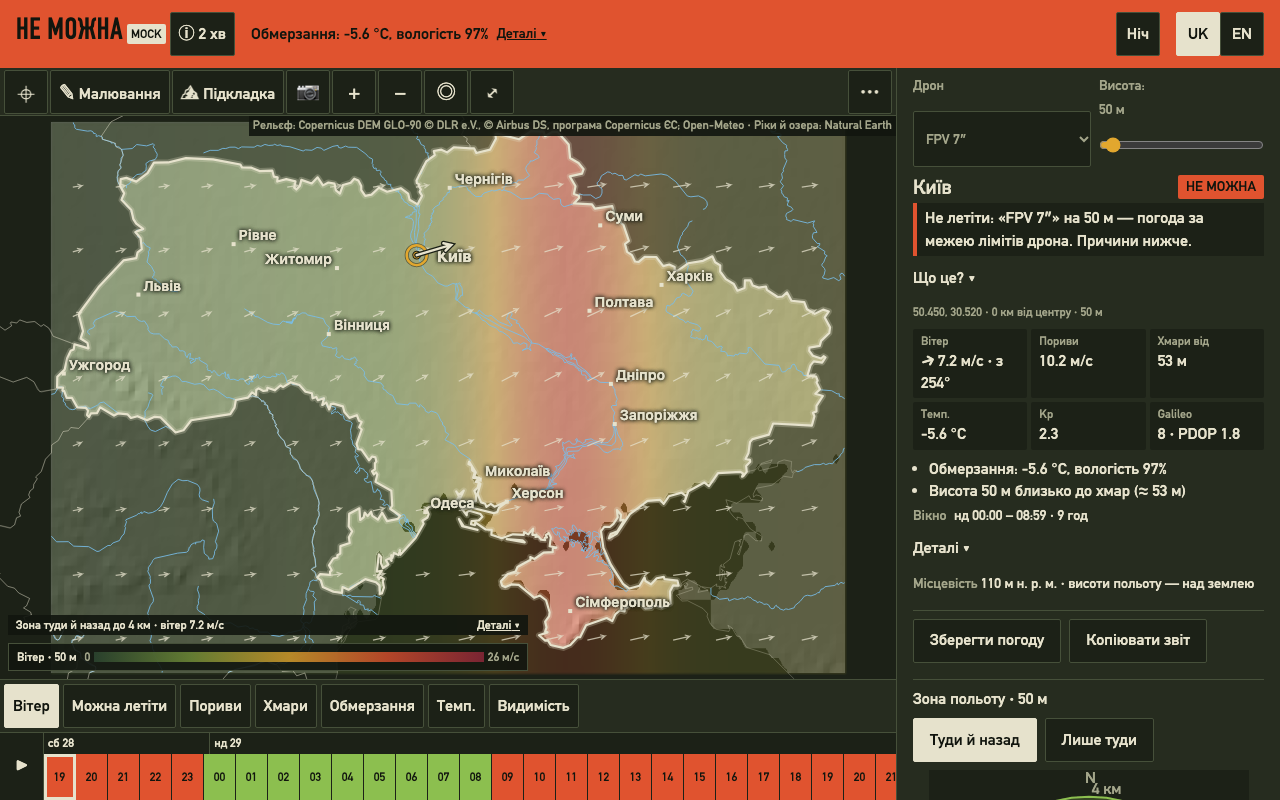 НЕ МОЖНА МОСК ⓘ 2 хв Обмерзання: -5.6 °C, вологість 97% Деталі ▾ Ніч UK EN
Малювання Підкладка + − ⋯
Рельєф: Copernicus DEM GLO-90 © DLR e.V., © Airbus DS, програма Copernicus ЄС; Open-Meteo · Ріки й озера: Natural Earth
Чернігів
Суми
Рівне
Житомир
Київ
Харків
Львів
Полтава
Вінниця
Ужгород
Дніпро
Запоріжжя
Миколаїв
Херсон
Одеса
Сімферополь
Зона туди й назад до 4 км · вітер 7.2 м/с Деталі ▾
Вітер · 50 м 0 26 м/с
Вітер Можна летіти Пориви Хмари Обмерзання Темп. Видимість
сб 28 нд 29
19 20 21 22 23 00 01 02 03 04 05 06 07 08 09 10 11 12 13 14 15 16 17 18 19 20 21
Дрон Висота:
50 м
FPV 7″
Київ НЕ МОЖНА
Не летіти: «FPV 7″» на 50 м — погода за
межею лімітів дрона. Причини нижче.
Що це? ▾
50.450, 30.520 · 0 км від центру · 50 м
Вітер Пориви Хмари від
➔ 7.2 м/с · з 10.2 м/с 53 м
254°
Темп. Kp Galileo
-5.6 °C 2.3 8 · PDOP 1.8
• Обмерзання: -5.6 °C, вологість 97%
• Висота 50 м близько до хмар (≈ 53 м)
Вікно нд 00:00 – 08:59 · 9 год
Деталі ▾
Місцевість 110 м н. р. м. · висоти польоту — над землею
Зберегти погоду Копіювати звіт
Зона польоту · 50 м
Туди й назад Лише туди
N
4 км